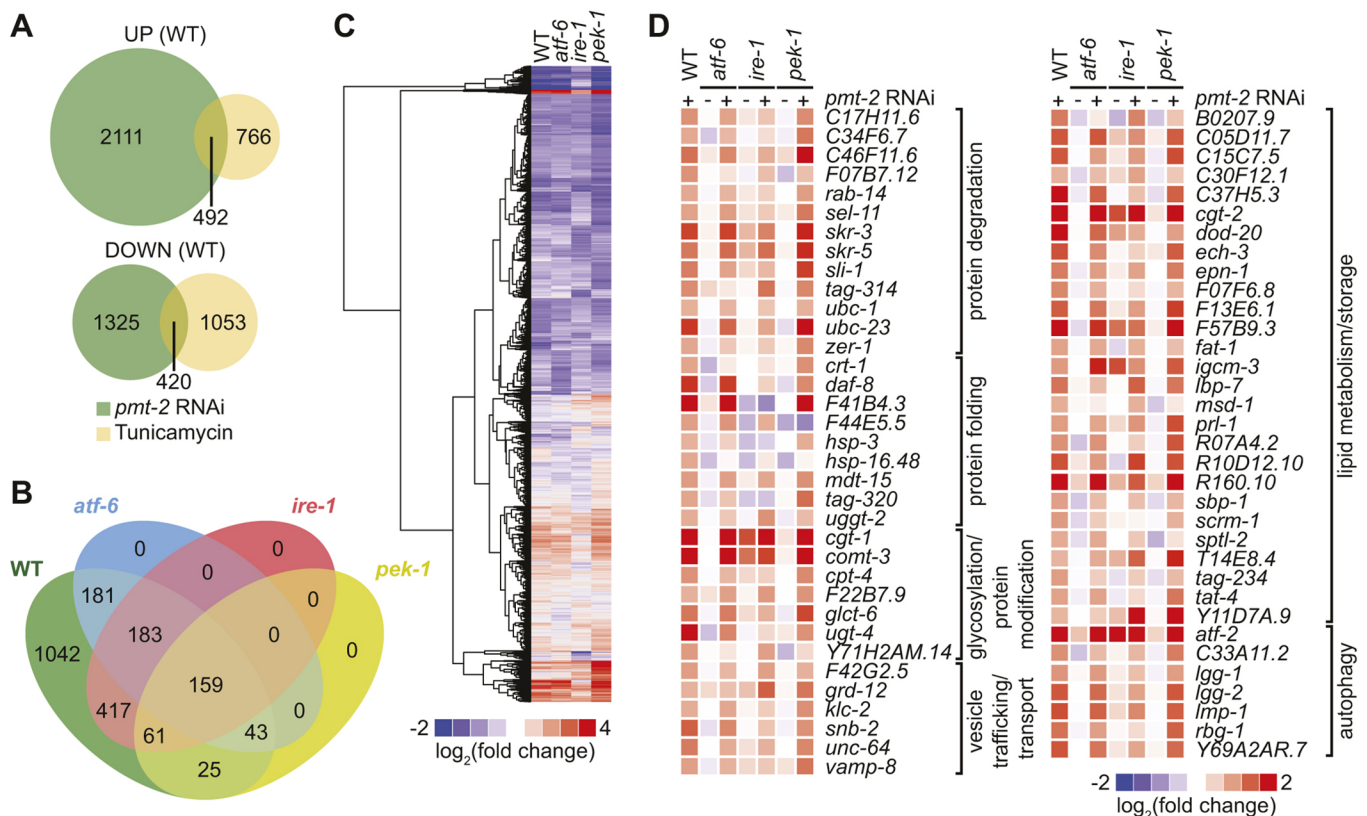 A
UP (WT)
2111
766
492
DOWN (WT)
1325
1053
420
pmt-2 RNAi
Tunicamycin
B
atf-6
ire-1
WT
pek-1
0
0
181
0
0
183
0
0
1042
159
417
0
61
43
25
C
WT
atf-6
ire-1
pek-1
-2
4
log2(fold change)
D
WT
atf-6
ire-1
pek-1
+ - + - + - +
pmt-2 RNAi
C17H11.6
C34F6.7
C46F11.6
F07B7.12
rab-14
sel-11
skr-3
skr-5
sli-1
tag-314
ubc-1
ubc-23
zer-1
crt-1
daf-8
F41B4.3
F44E5.5
hsp-3
hsp-16.48
mdt-15
tag-320
uggt-2
cgt-1
comt-3
cpt-4
F22B7.9
glct-6
ugt-4
Y71H2AM.14
F42G2.5
grd-12
klc-2
snb-2
unc-64
vamp-8
protein degradation
protein folding
glycosylation/
protein
modification
vesicle
trafficking/
transport
WT
atf-6
ire-1
pek-1
+ - + - + - +
pmt-2 RNAi
B0207.9
C05D11.7
C15C7.5
C30F12.1
C37H5.3
cgt-2
dod-20
ech-3
epn-1
F07F6.8
F13E6.1
F57B9.3
fat-1
igcm-3
lbp-7
msd-1
prl-1
R07A4.2
R10D12.10
R160.10
sbp-1
scrm-1
sptl-2
T14E8.4
tag-234
tat-4
Y11D7A.9
atf-2
C33A11.2
lgg-1
lgg-2
lmp-1
rbg-1
Y69A2AR.7
lipid metabolism/storage
autophagy
-2
2
log2(fold change)